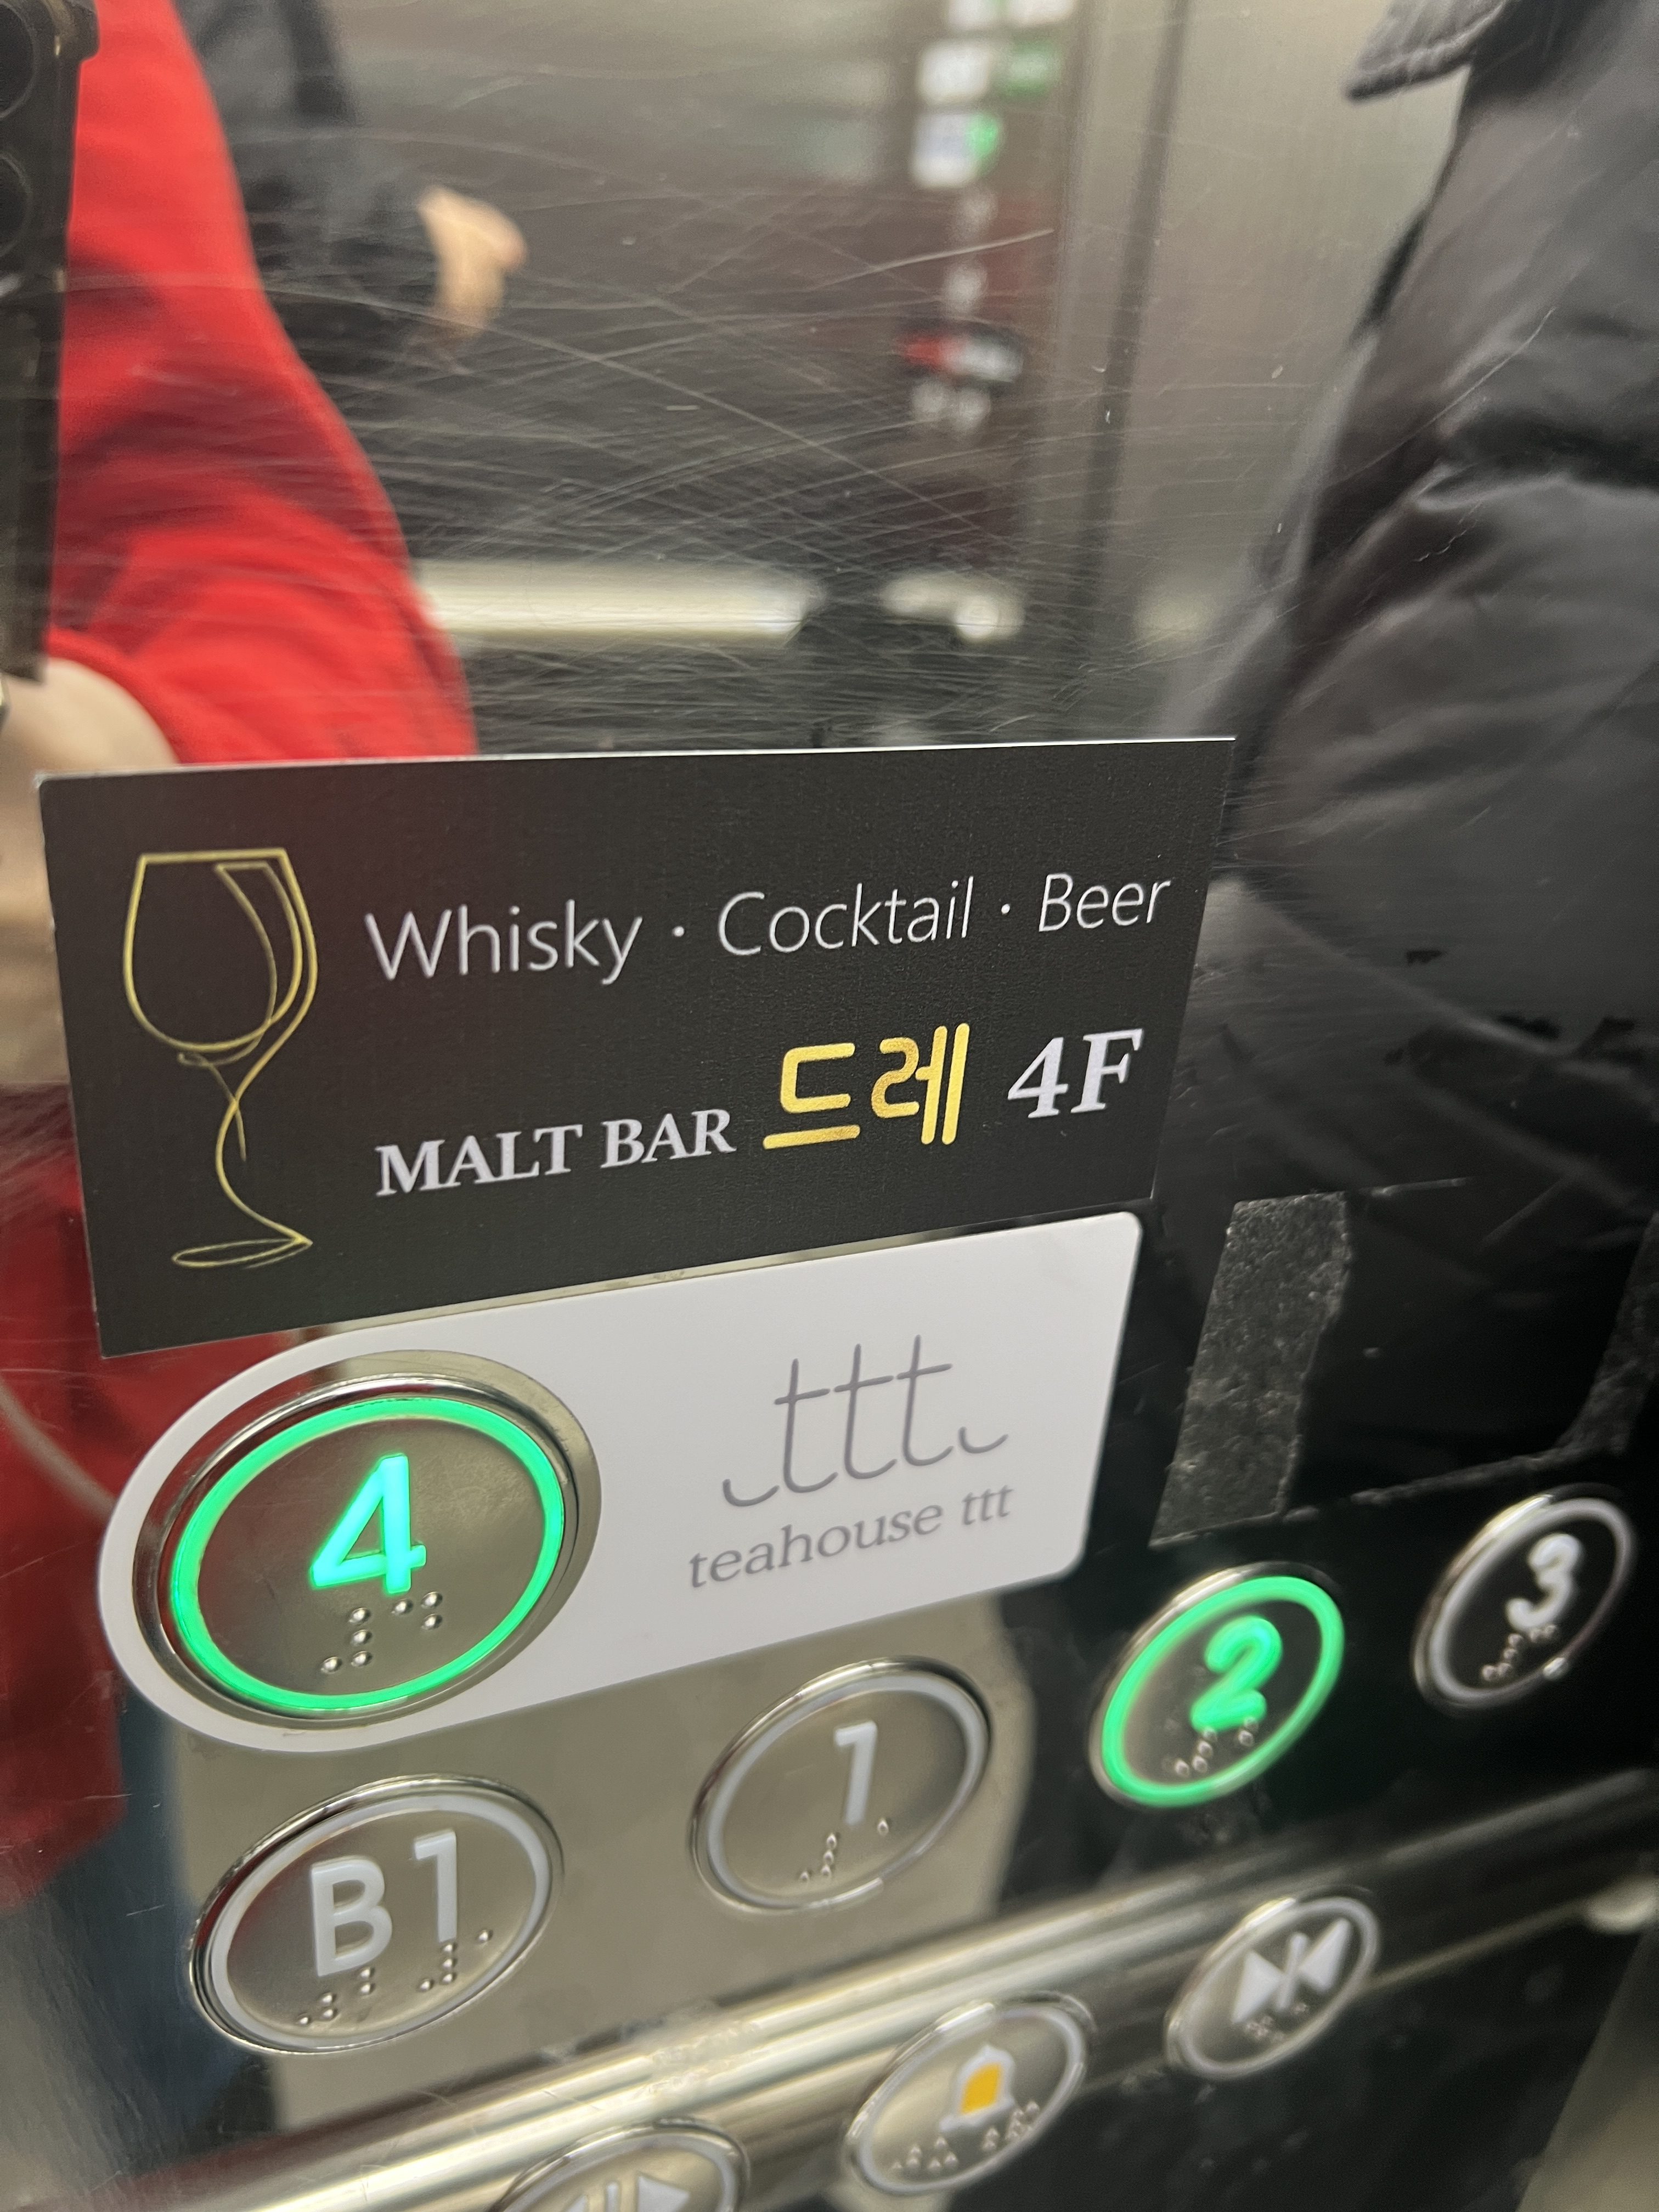 Whisky · Cocktail · Beer
MALT BAR 드레 4F
ttt
teahouse ttt
4
2
3
B1
1